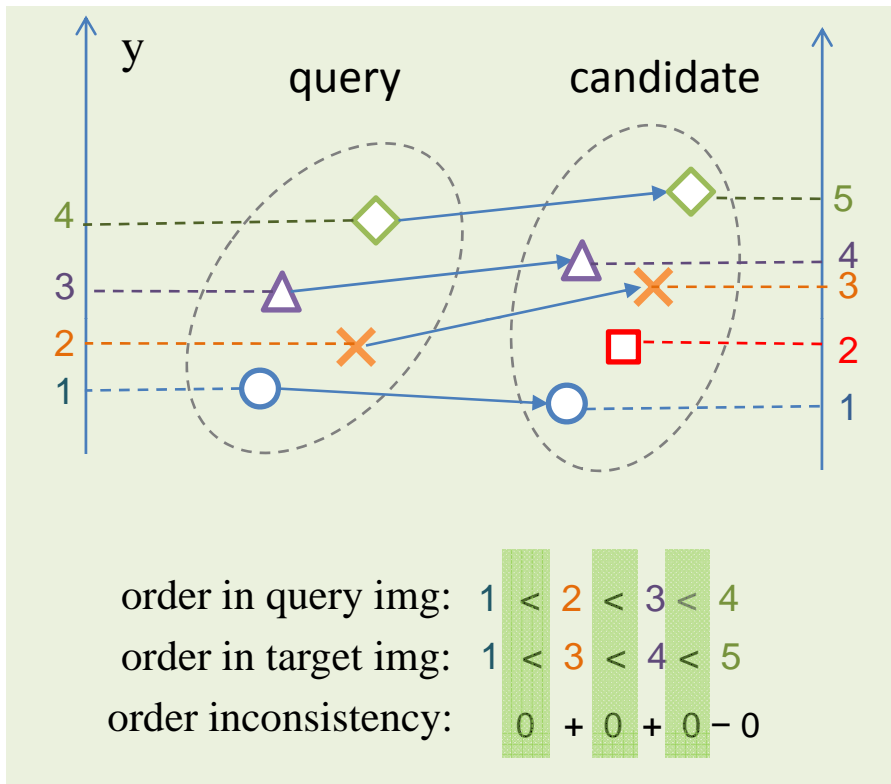 y
query candidate
4 5
3 4
3
2 2
1 1
order in query img: 1 < 2 < 3 < 4
order in target img: 1 < 3 < 4 < 5
order inconsistency: 0 + 0 + 0 − 0